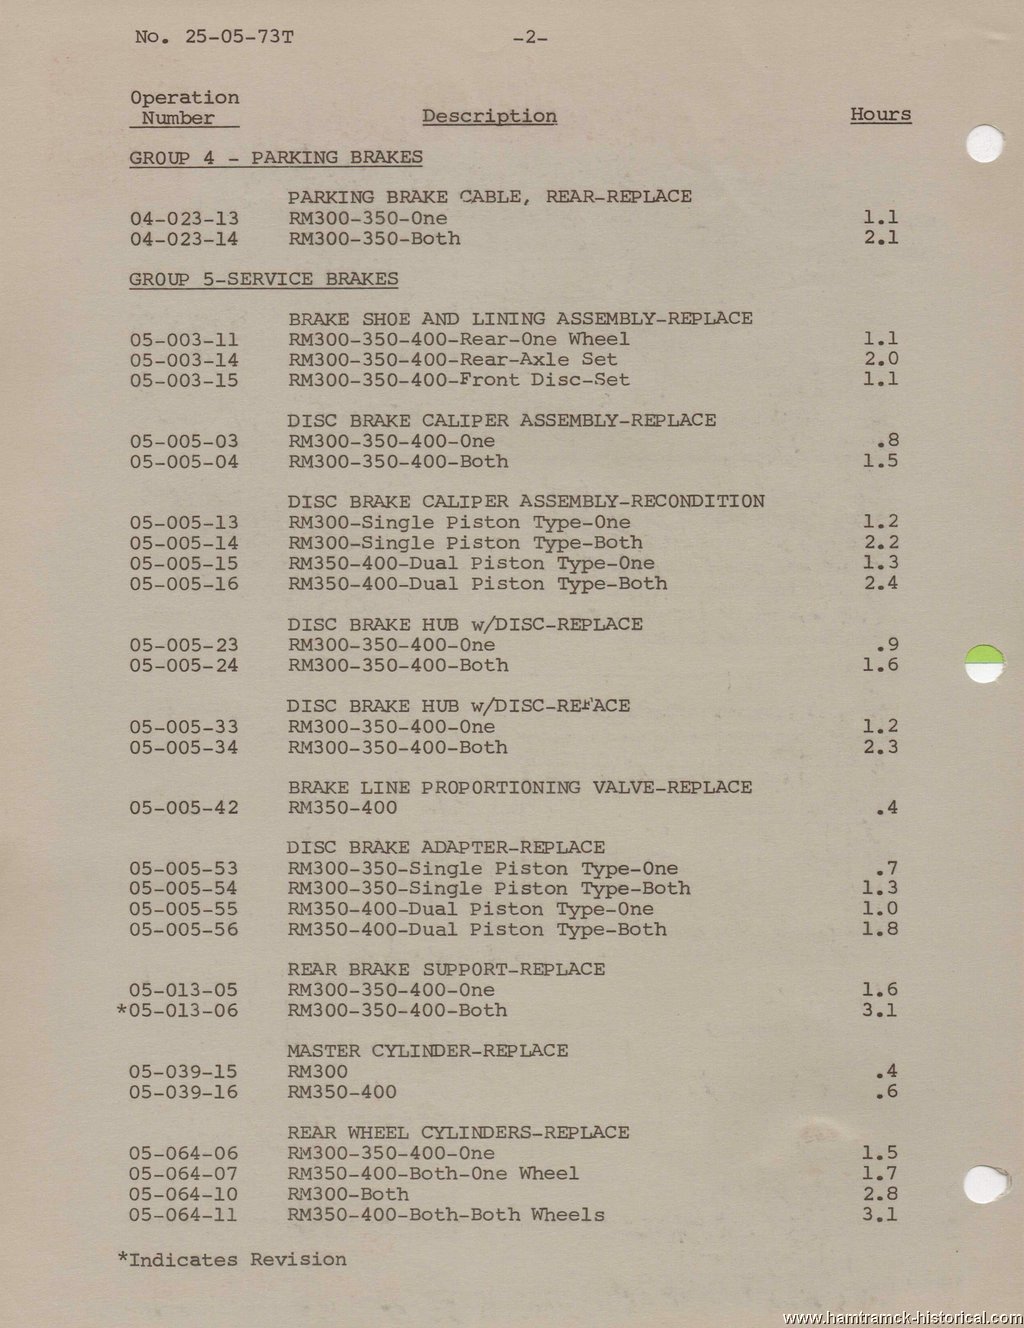 No. 25-05-73T -2-
Operation
Number Description Hours
GROUP 4 - PARKING BRAKES
PARKING BRAKE CABLE, REAR-REPLACE
04-023-13 RM300-350-One 1.1
04-023-14 RM300-350-Both 2.1
GROUP 5-SERVICE BRAKES
BRAKE SHOE AND LINING ASSEMBLY-REPLACE
05-003-11 RM300-350-400-Rear-One Wheel 1.1
05-003-14 RM300-350-400-Rear-Axle Set 2.0
05-003-15 RM300-350-400-Front Disc-Set 1.1
DISC BRAKE CALIPER ASSEMBLY-REPLACE
05-005-03 RM300-350-400-One .8
05-005-04 RM300-350-400-Both 1.5
DISC BRAKE CALIPER ASSEMBLY-RECONDITION
05-005-13 RM300-Single Piston Type-One 1.2
05-005-14 RM300-Single Piston Type-Both 2.2
05-005-15 RM350-400-Dual Piston Type-One 1.3
05-005-16 RM350-400-Dual Piston Type-Both 2.4
DISC BRAKE HUB w/DISC-REPLACE
05-005-23 RM300-350-400-One .9
05-005-24 RM300-350-400-Both 1.6
DISC BRAKE HUB w/DISC-REFACE
05-005-33 RM300-350-400-One 1.2
05-005-34 RM300-350-400-Both 2.3
BRAKE LINE PROPORTIONING VALVE-REPLACE
05-005-42 RM350-400 .4
DISC BRAKE ADAPTER-REPLACE
05-005-53 RM300-350-Single Piston Type-One .7
05-005-54 RM300-350-Single Piston Type-Both 1.3
05-005-55 RM350-400-Dual Piston Type-One 1.0
05-005-56 RM350-400-Dual Piston Type-Both 1.8
REAR BRAKE SUPPORT-REPLACE
05-013-05 RM300-350-400-One 1.6
*05-013-06 RM300-350-400-Both 3.1
MASTER CYLINDER-REPLACE
05-039-15 RM300 .4
05-039-16 RM350-400 .6
REAR WHEEL CYLINDERS-REPLACE
05-064-06 RM300-350-400-One 1.5
05-064-07 RM350-400-Both-One Wheel 1.7
05-064-10 RM300-Both 2.8
05-064-11 RM350-400-Both-Both Wheels 3.1
*Indicates Revision
www.hamtramck-historical.com